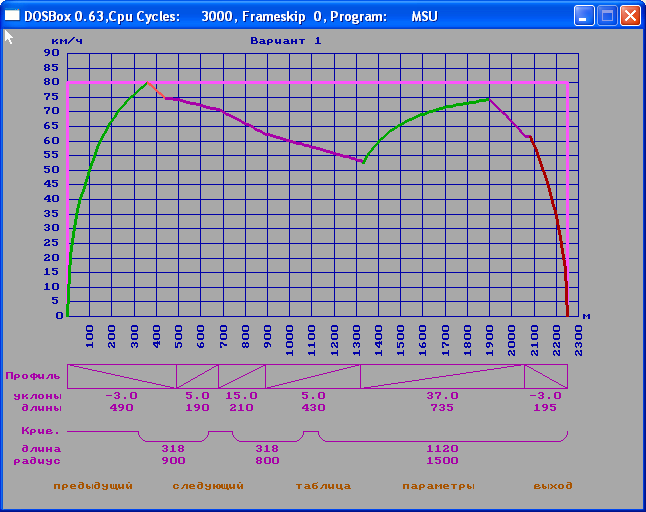 DOSBox 0.63,Cpu Cycles: 3000, Frameskip 0, Program: MSU
км/ч Вариант 1
90
85
80
75
70
65
60
55
50
45
40
35
30
25
20
15
10
5
0 м
100 200 300 400 500 600 700 800 900 1000 1100 1200 1300 1400 1500 1600 1700 1800 1900 2000 2100 2200 2300
Профиль
уклоны -3.0 5.0 15.0 5.0 37.0 -3.0
длины 490 190 210 430 735 195
Крив.
длина 318 318 1120
радиус 900 800 1500
предыдущий следующий таблица параметры выход